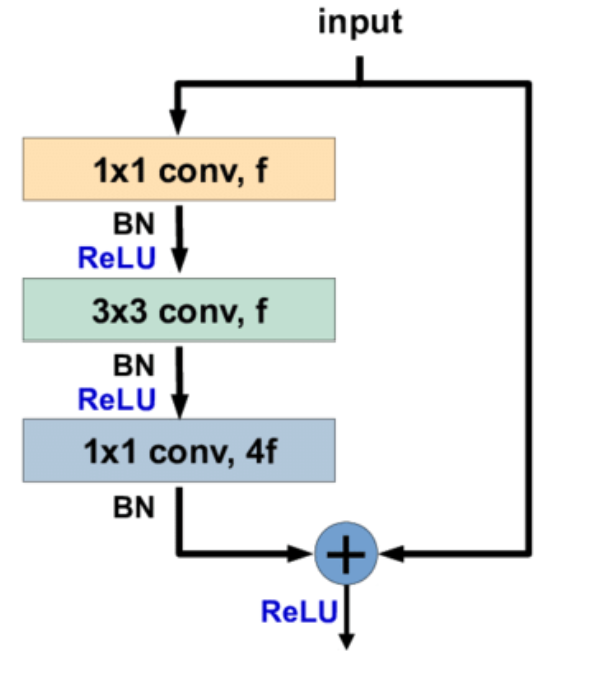 input
1x1 conv, f
BN
ReLU
3x3 conv, f
BN
ReLU
1x1 conv, 4f
BN
+
ReLU